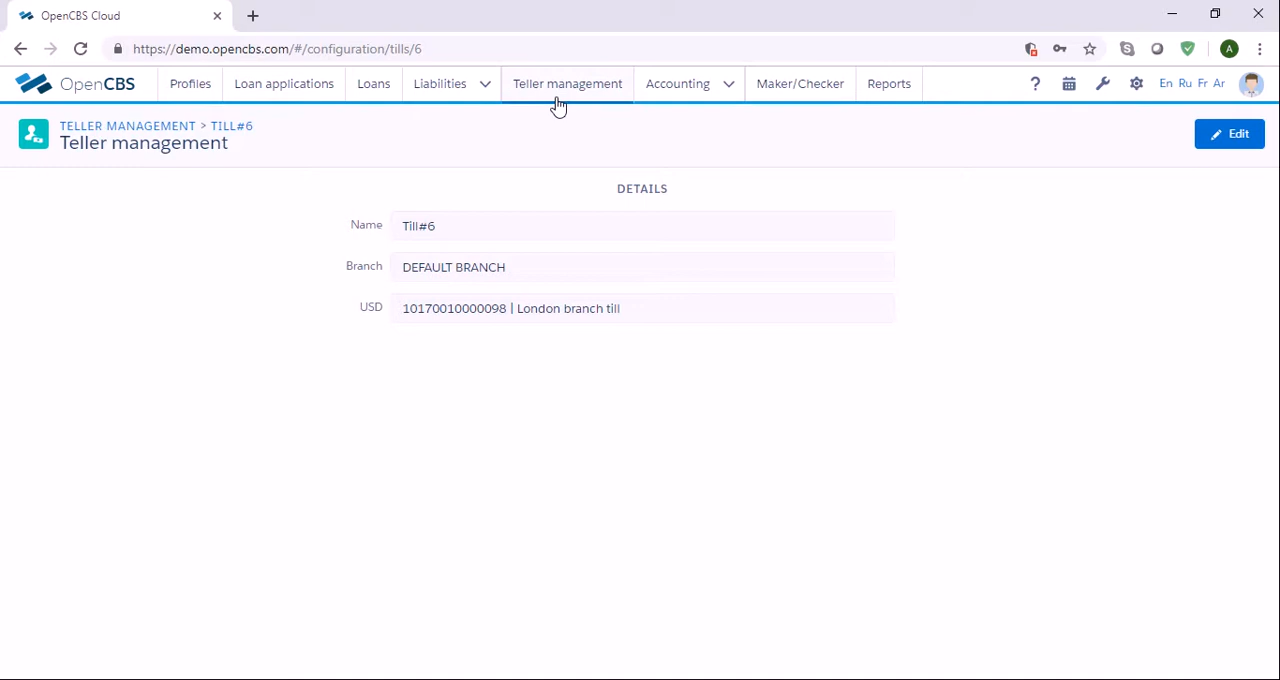 OpenCBS Cloud
https://demo.opencbs.com/#/configuration/tills/6
A
OpenCBS Profiles Loan applications Loans Liabilities Teller management Accounting Maker/Checker Reports ? En Ru Fr Ar
TELLER MANAGEMENT > TILL#6
Teller management
Edit
DETAILS
Name Till#6
Branch DEFAULT BRANCH
USD 10170010000098 | London branch till